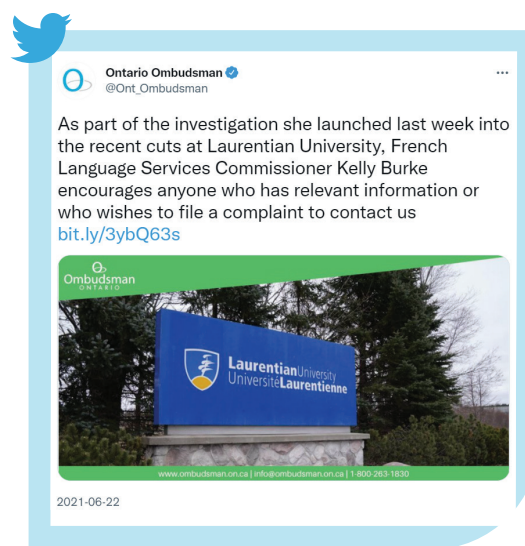 Ontario Ombudsman
@Ont_Ombudsman
As part of the investigation she launched last week into
the recent cuts at Laurentian University, French
Language Services Commissioner Kelly Burke
encourages anyone who has relevant information or
who wishes to file a complaint to contact us
bit.ly/3ybQ63s
Ombudsman
ONTARIO
LaurentianUniversity
UniversitéLaurentienne
www.ombudsman.on.ca | info@ombudsman.on.ca | 1-800-263-1830
2021-06-22